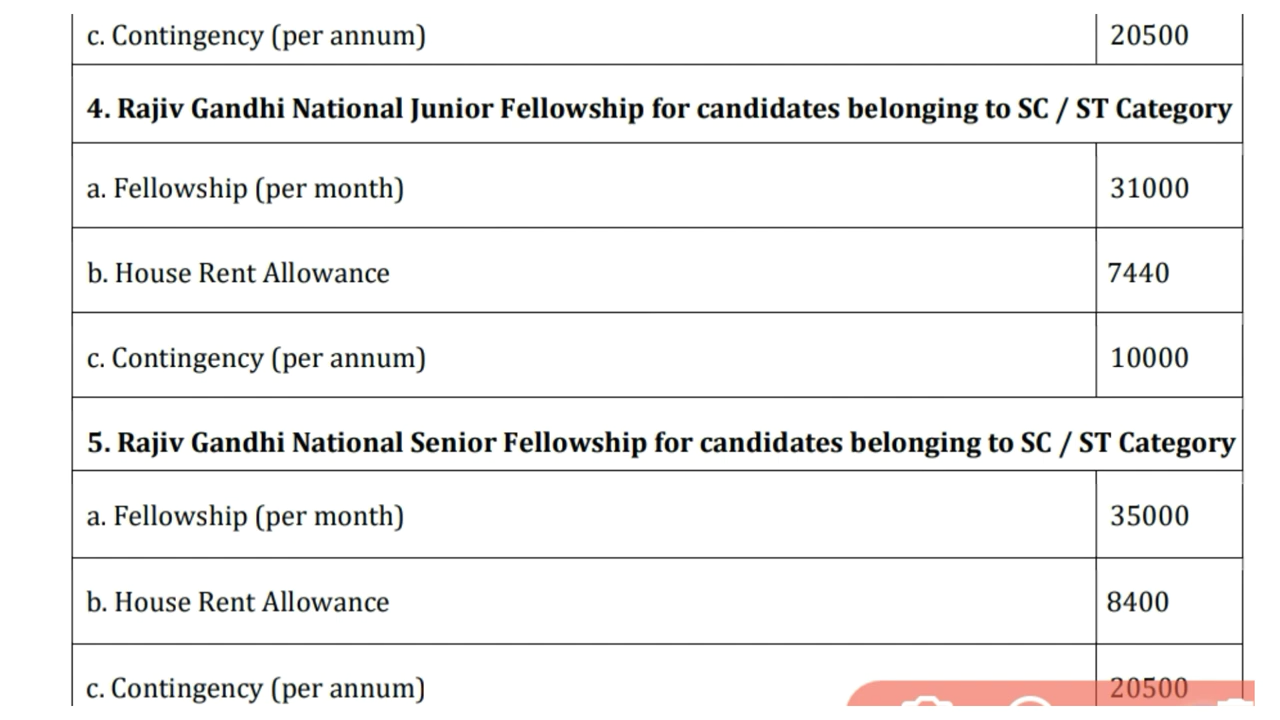 c. Contingency (per annum) 20500
4. Rajiv Gandhi National Junior Fellowship for candidates belonging to SC / ST Category
a. Fellowship (per month) 31000
b. House Rent Allowance 7440
c. Contingency (per annum) 10000
5. Rajiv Gandhi National Senior Fellowship for candidates belonging to SC / ST Category
a. Fellowship (per month) 35000
b. House Rent Allowance 8400
c. Contingency (per annum) 20500